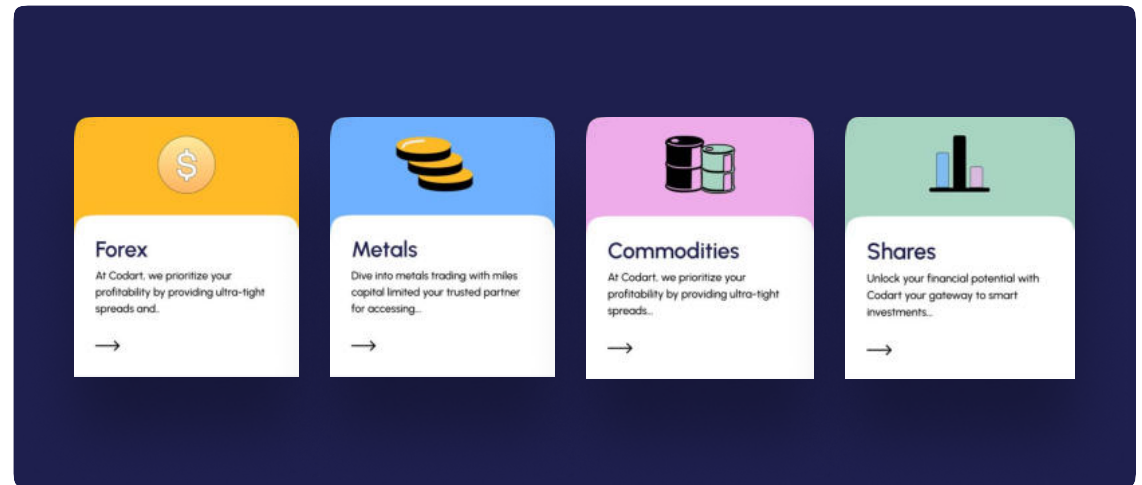 $
Forex
At Codart, we prioritize your
profitability by providing ultra-tight
spreads and..
Metals
Dive into metals trading with miles
capital limited your trusted partner
for accessing...
Commodities
At Codart, we prioritize your
profitability by providing ultra-tight
spreads...
Shares
Unlock your financial potential with
Codart your gateway to smart
investments...